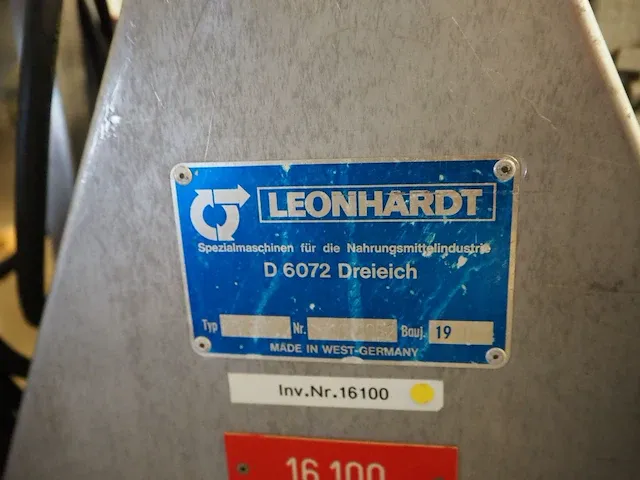 LEONHARDT
Spezialmaschinen für die Nahrungsmittelindustrie
D 6072 Dreieich
Typ Nr. Bauj. 19
MADE IN WEST-GERMANY
Inv.Nr.16100
16 100